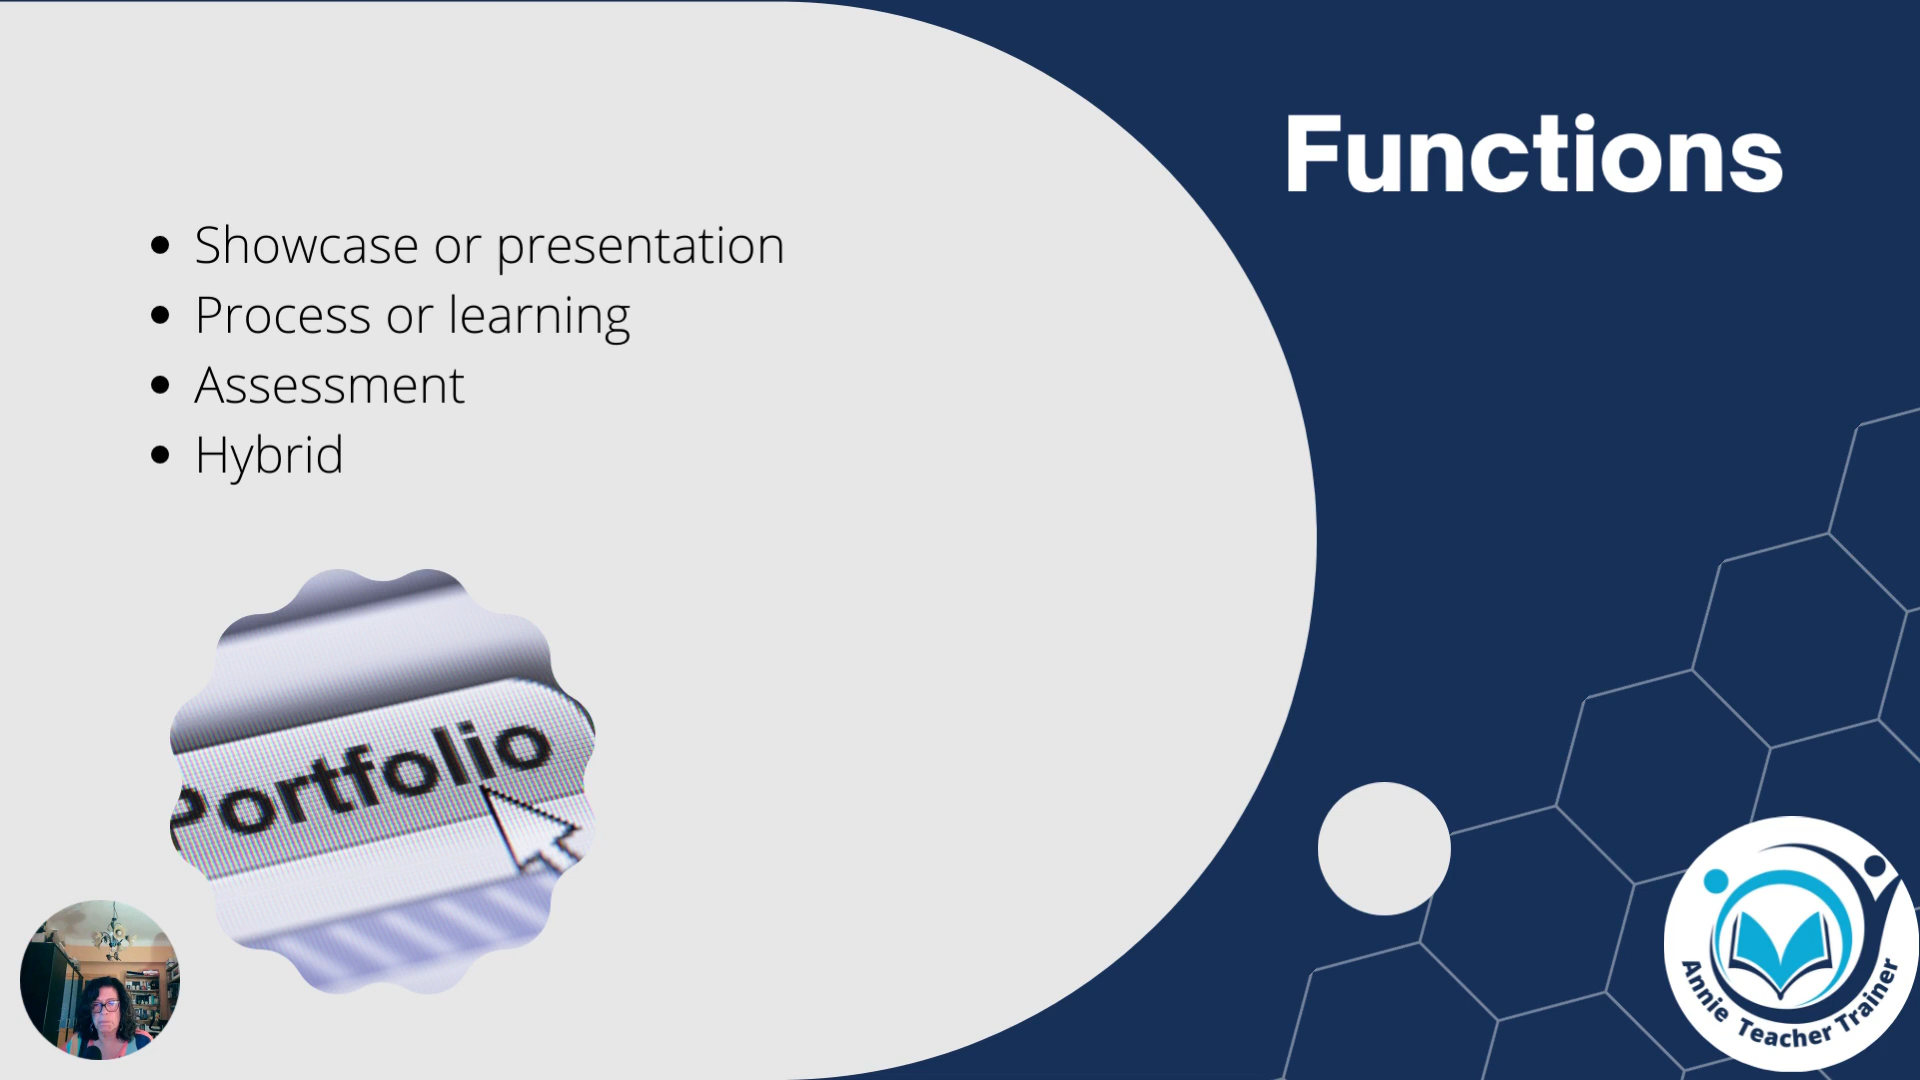 Functions
Showcase or presentation
Process or learning
Assessment
Hybrid
Portfolio
Annie Teacher Trainer